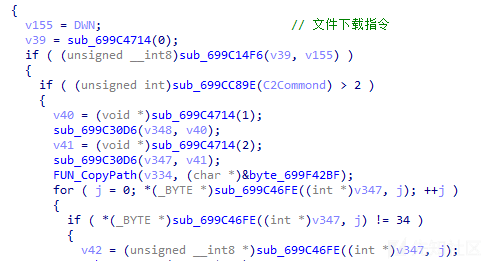 {
v155 = DWN; // 文件下载指令
v39 = sub_699C4714(0);
if ( (unsigned __int8)sub_699C14F6(v39, v155) )
{
if ( (unsigned int)sub_699CC89E(C2Commond) > 2 )
{
v40 = (void *)sub_699C4714(1);
sub_699C30D6(v348, v40);
v41 = (void *)sub_699C4714(2);
sub_699C30D6(v347, v41);
FUN_CopyPath(v334, (char *)&byte_699F42BF);
for ( j = 0; *(_BYTE *)sub_699C46FE((int *)v347, j); ++j )
{
if ( *(_BYTE *)sub_699C46FE((int *)v347, j) != 34 )
{
v42 = (unsigned __int8 *)sub_699C46FE((int *)v347, j);